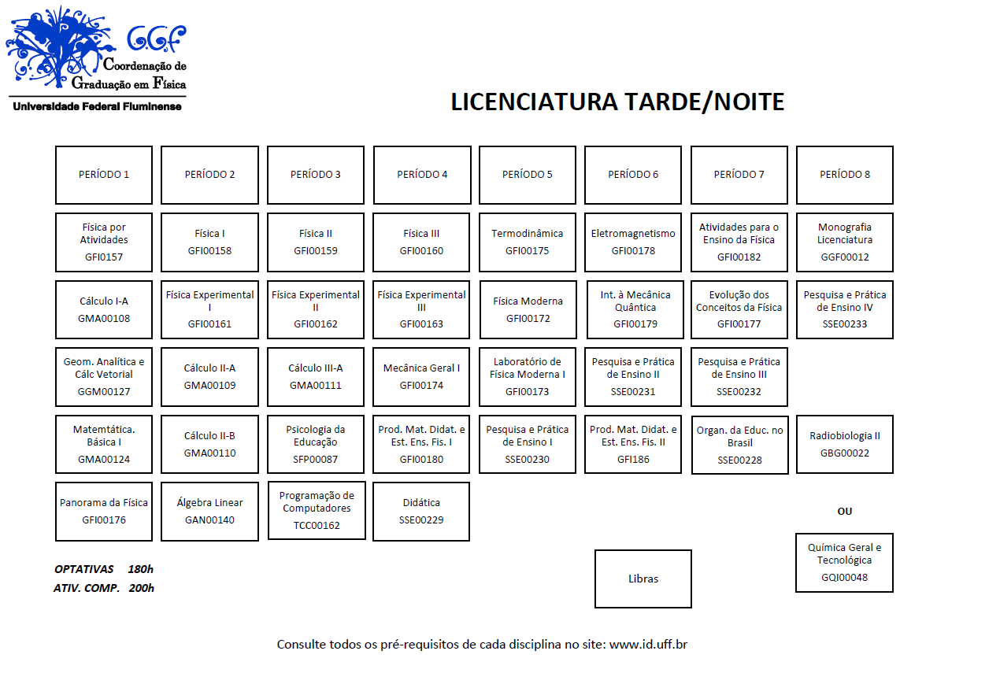 G.G.F
Coordenação de
Graduação em Física
Universidade Federal Fluminense
LICENCIATURA TARDE/NOITE
PERÍODO 1
PERÍODO 2
PERÍODO 3
PERÍODO 4
PERÍODO 5
PERÍODO 6
PERÍODO 7
PERÍODO 8
Física por
Atividades
GFI0157
Física I
GFI00158
Física II
GFI00159
Física III
GFI00160
Termodinâmica
GFI00175
Eletromagnetismo
GFI00178
Atividades para o
Ensino da Física
GFI00182
Monografia
Licenciatura
GGF00012
Cálculo I-A
GMA00108
Física Experimental
I
GFI00161
Física Experimental
II
GFI00162
Física Experimental
III
GFI00163
Física Moderna
GFI00172
Int. à Mecânica
Quântica
GFI00179
Evolução dos
Conceitos da Física
GFI00177
Pesquisa e Prática
de Ensino IV
SSE00233
Geom. Analítica e
Cálc Vetorial
GGM00127
Cálculo II-A
GMA00109
Cálculo III-A
GMA00111
Mecânica Geral I
GFI00174
Laboratório de
Física Moderna I
GFI00173
Pesquisa e Prática
de Ensino II
SSE00231
Pesquisa e Prática
de Ensino III
SSE00232
Matemtática.
Básica I
GMA00124
Cálculo II-B
GMA00110
Psicologia da
Educação
SFP00087
Prod. Mat. Didat. e
Est. Ens. Fis. I
GFI00180
Pesquisa e Prática
de Ensino I
SSE00230
Prod. Mat. Didat. e
Est. Ens. Fis. II
GFI186
Organ. da Educ. no
Brasil
SSE00228
Radiobiologia II
GBG00022
Panorama da Física
GFI00176
Álgebra Linear
GAN00140
Programação de
Computadores
TCC00162
Didática
SSE00229
OU
Química Geral e
Tecnológica
GQI00048
OPTATIVAS 180h
ATIV. COMP. 200h
Libras
Consulte todos os pré-requisitos de cada disciplina no site: www.id.uff.br